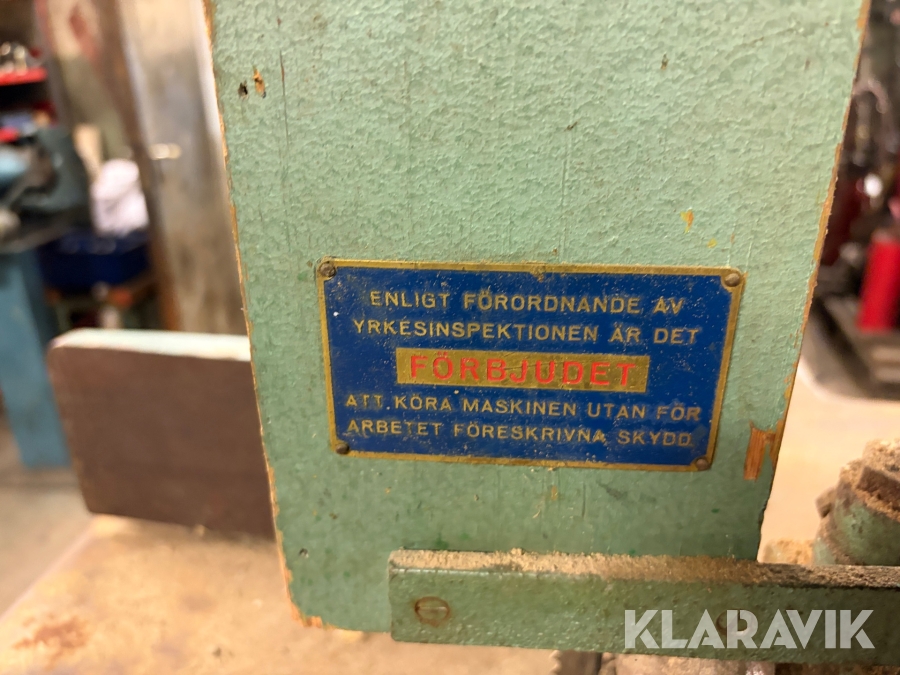 ENLIGT FÖRORDNANDE AV
YRKESINSPEKTIONEN ÄR DET
FÖRBJUDET
ATT KÖRA MASKINEN UTAN FÖR
ARBETET FÖRESKRIVNA SKYDD.
KLARAVIK